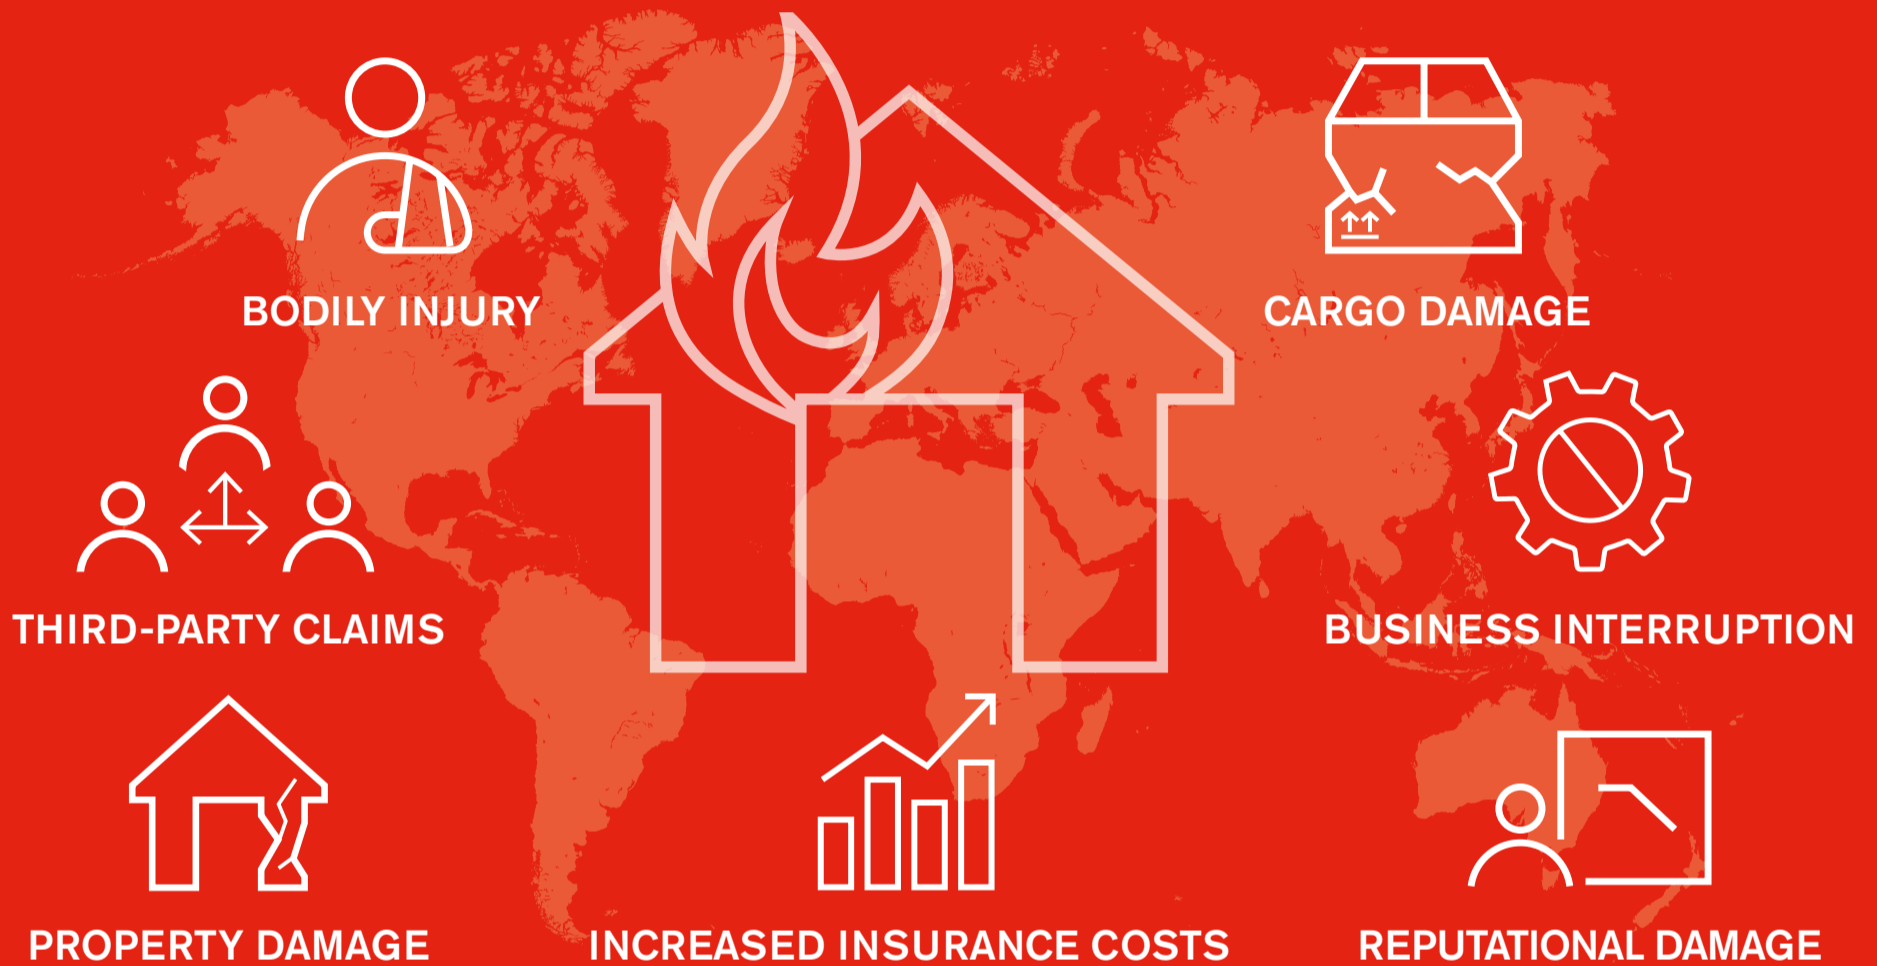 BODILY INJURY
CARGO DAMAGE
THIRD-PARTY CLAIMS
BUSINESS INTERRUPTION
PROPERTY DAMAGE
INCREASED INSURANCE COSTS
REPUTATIONAL DAMAGE